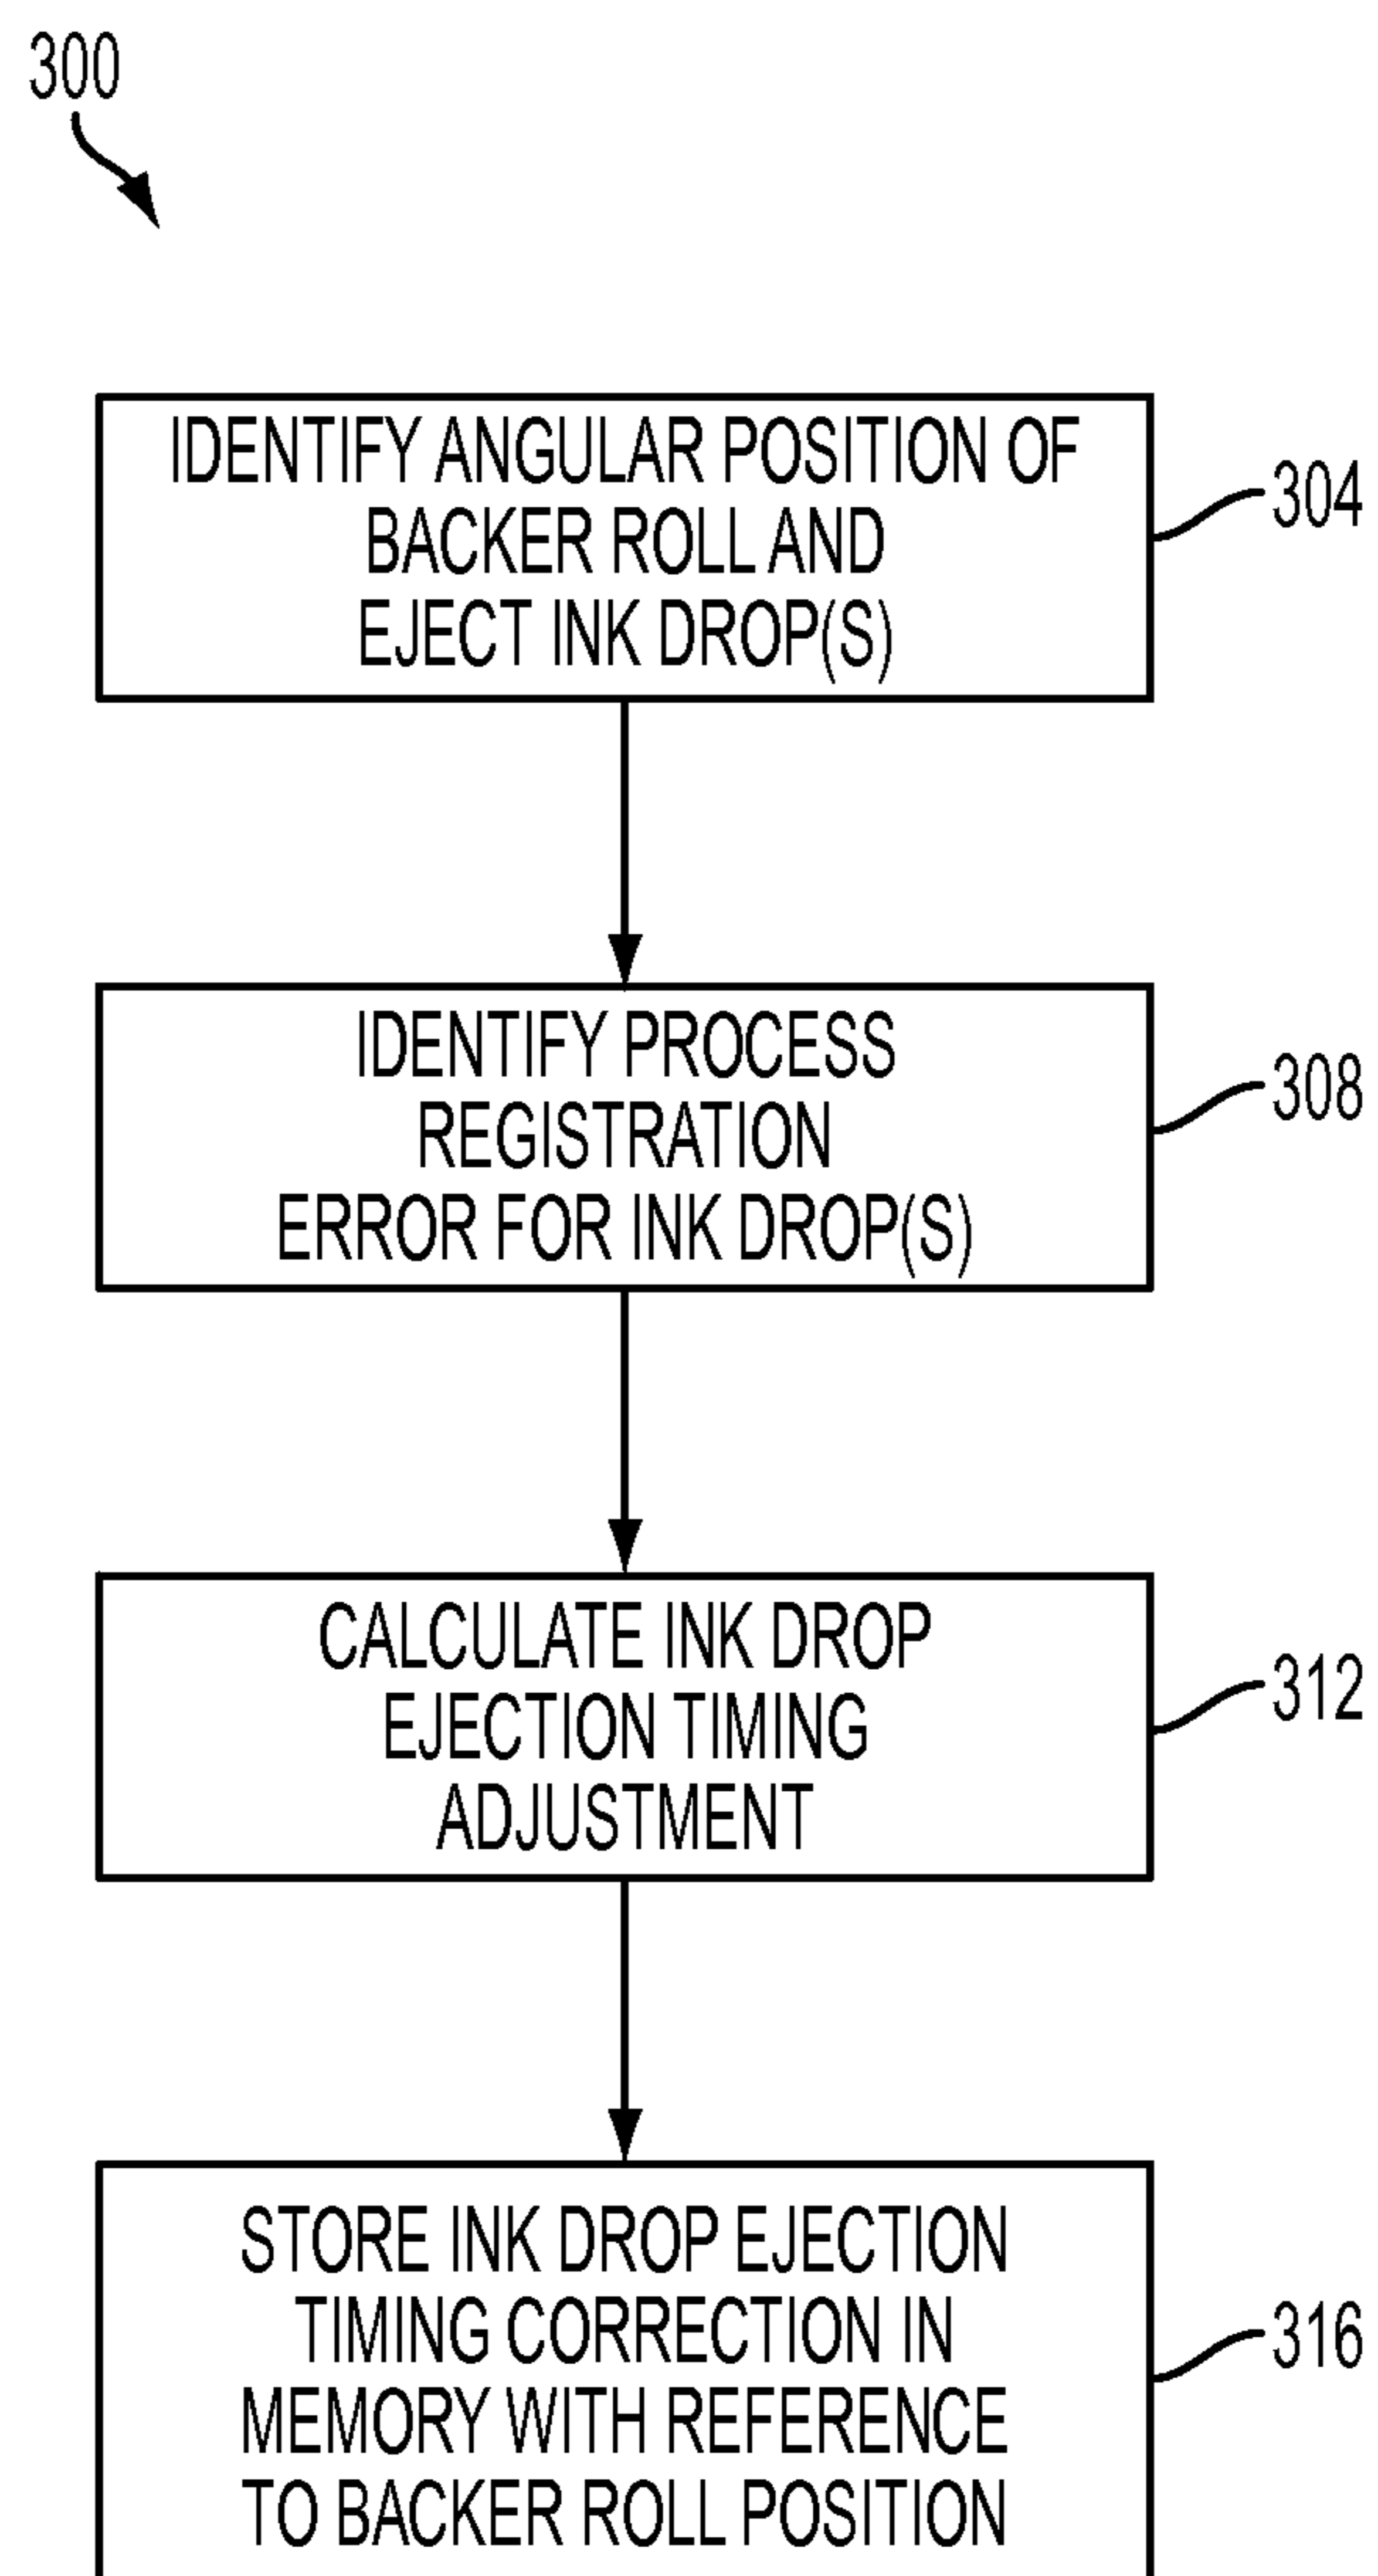 300
IDENTIFY ANGULAR POSITION OF
BACKER ROLL AND
EJECT INK DROP(S)
304
IDENTIFY PROCESS
REGISTRATION
ERROR FOR INK DROP(S)
308
CALCULATE INK DROP
EJECTION TIMING
ADJUSTMENT
312
STORE INK DROP EJECTION
TIMING CORRECTION IN
MEMORY WITH REFERENCE
TO BACKER ROLL POSITION
316